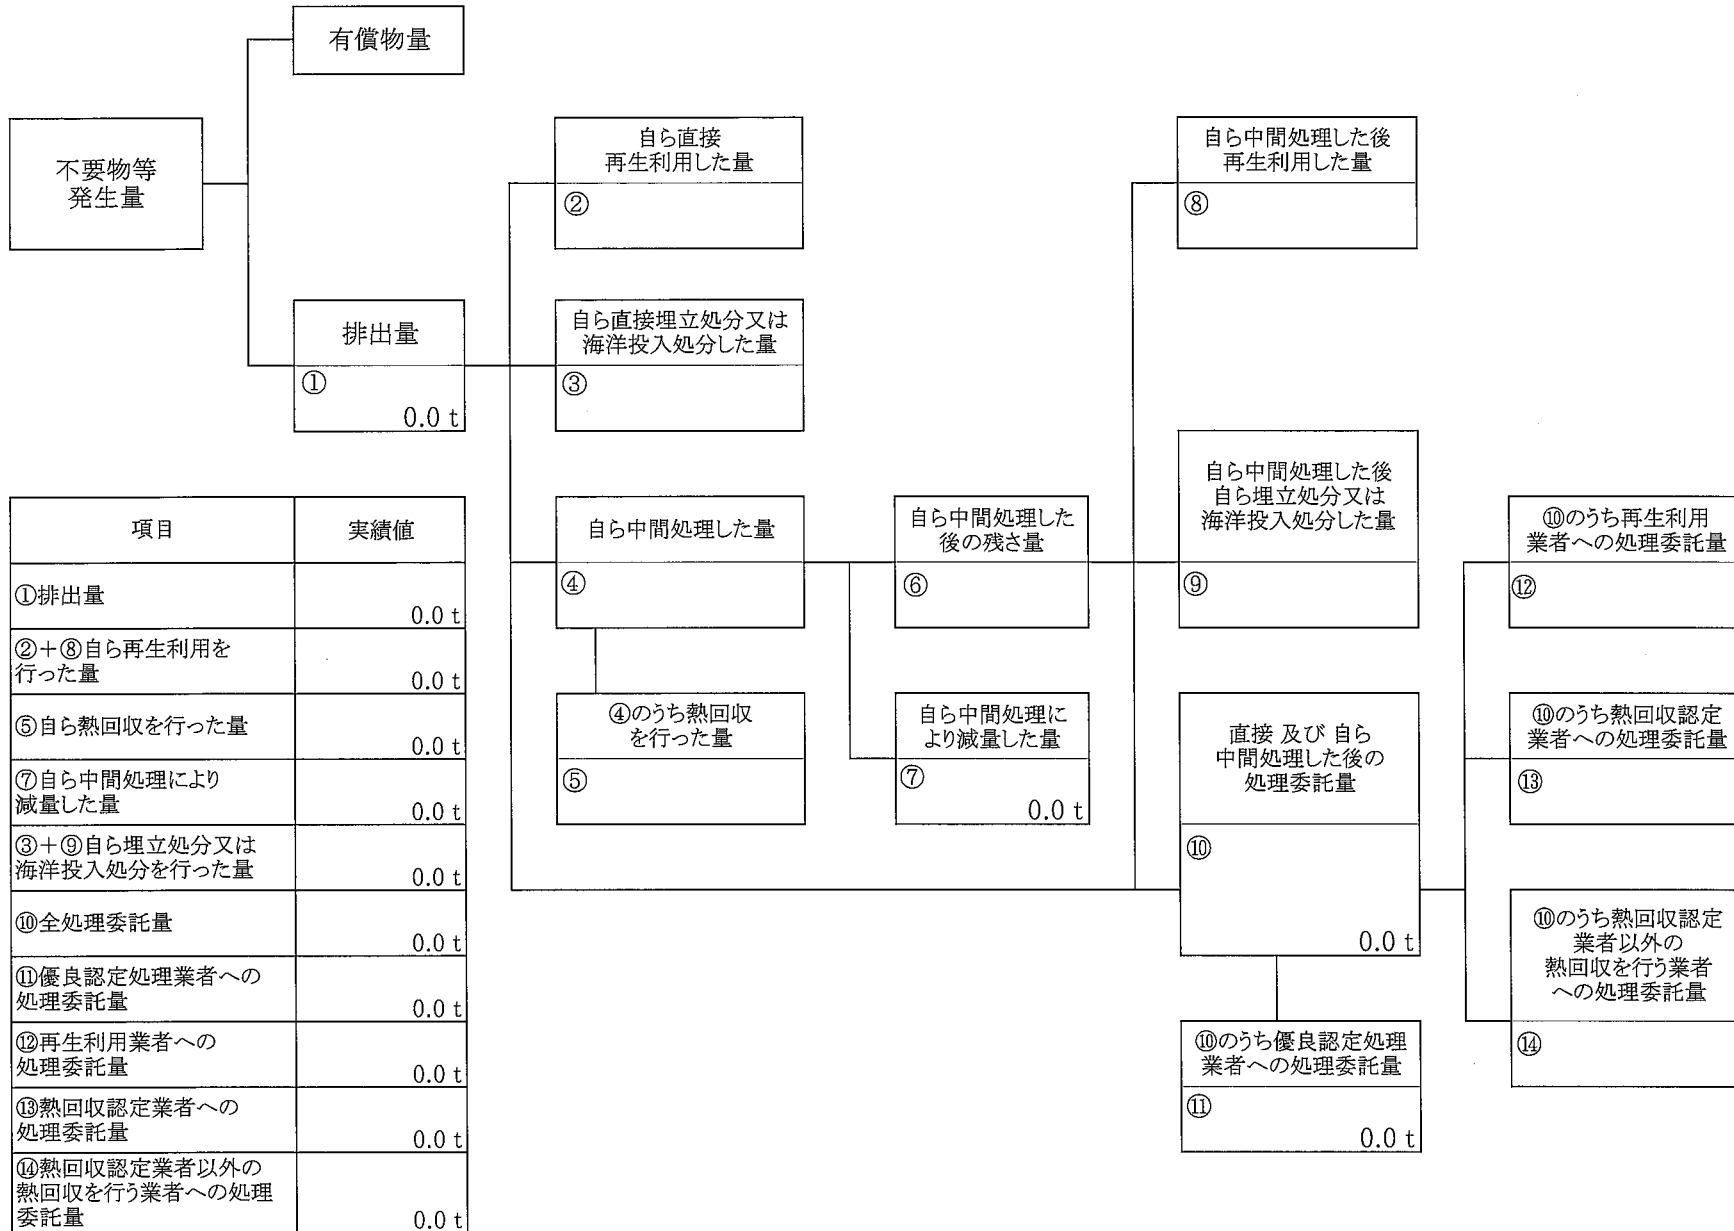 有償物量
不要物等
発生量
自ら直接
再生利用した量
②
自ら中間処理した後
再生利用した量
⑧
排出量
①
0.0 t
自ら直接埋立処分又は
海洋投入処分した量
③
自ら中間処理した量
④
自ら中間処理した
後の残さ量
⑥
自ら中間処理した後
自ら埋立処分又は
海洋投入処分した量
⑨
⑩のうち再生利用
業者への処理委託量
⑫
④のうち熱回収
を行った量
⑤
自ら中間処理に
より減量した量
⑦
0.0 t
直接 及び 自ら
中間処理した後の
処理委託量
⑩
0.0 t
⑩のうち熱回収認定
業者への処理委託量
⑬
⑩のうち熱回収認定
業者以外の
熱回収を行う業者
への処理委託量
⑭
⑩のうち優良認定処理
業者への処理委託量
⑪
0.0 t
項目 実績値
①排出量
0.0 t
②+⑧自ら再生利用を
行った量
0.0 t
⑤自ら熱回収を行った量
0.0 t
⑦自ら中間処理により
減量した量
0.0 t
③+⑨自ら埋立処分又は
海洋投入処分を行った量
0.0 t
⑩全処理委託量
0.0 t
⑪優良認定処理業者への
処理委託量
0.0 t
⑫再生利用業者への
処理委託量
0.0 t
⑬熱回収認定業者への
処理委託量
0.0 t
⑭熱回収認定業者以外の
熱回収を行う業者への処理
委託量
0.0 t